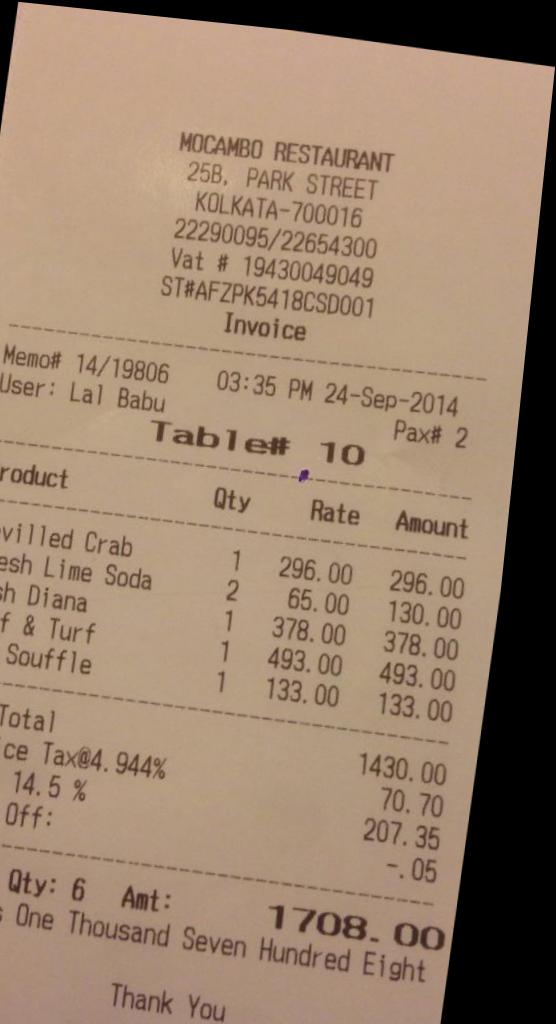 MOCAMBO RESTAURANT
25B, PARK STREET
KOLKATA-700016
22290095/22654300
Vat # 19430049049
ST#AFZPK5418CSD001
Invoice
Memo# 14/19806 03:35 PM 24-Sep-2014
User: Lal Babu Pax# 2
Table# 10
roduct Qty Rate Amount
villed Crab 1 296.00 296.00
esh Lime Soda 2 65.00 130.00
sh Diana 1 378.00 378.00
f & Turf 1 493.00 493.00
Souffle 1 133.00 133.00
Total 1430.00
ice Tax@4.944% 70.70
14.5 % 207.35
Off: -.05
Qty: 6 Amt: 1708.00
s One Thousand Seven Hundred Eight
Thank You